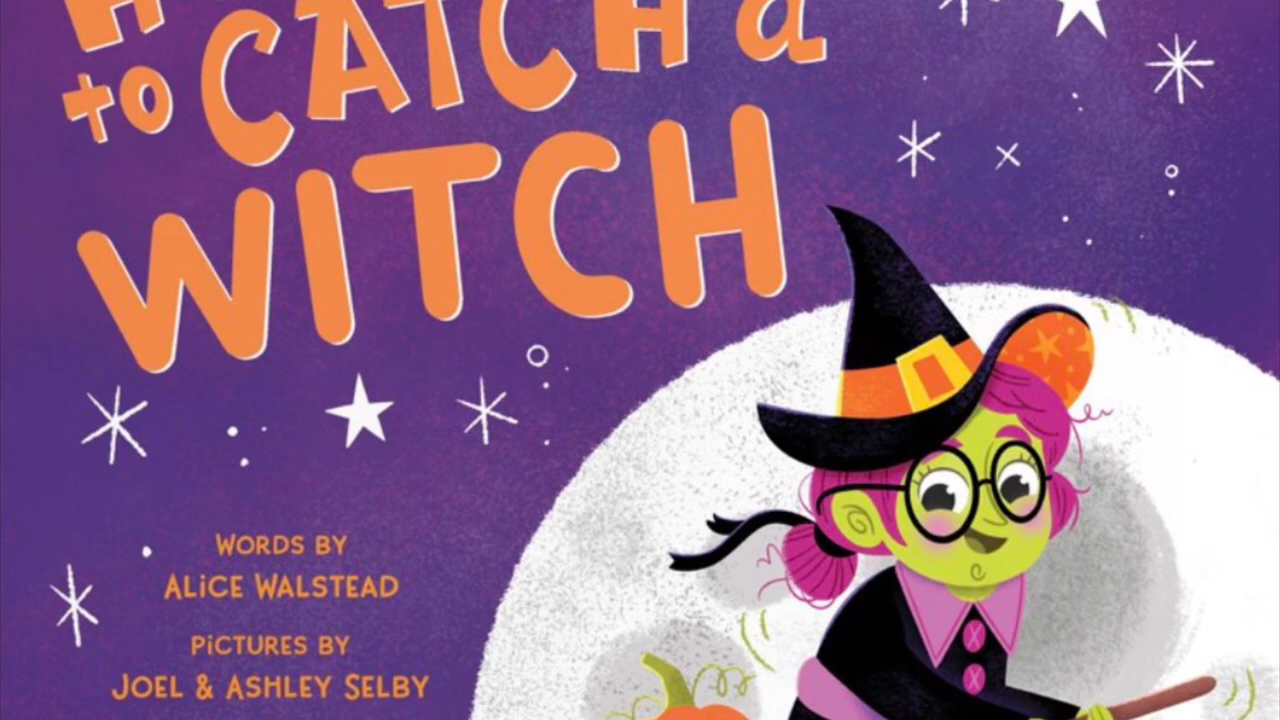 to CATCH a
WITCH
WORDS BY
ALiCE WALSTEAD
PiCTURES BY
JOEL & ASHLEY SELBY